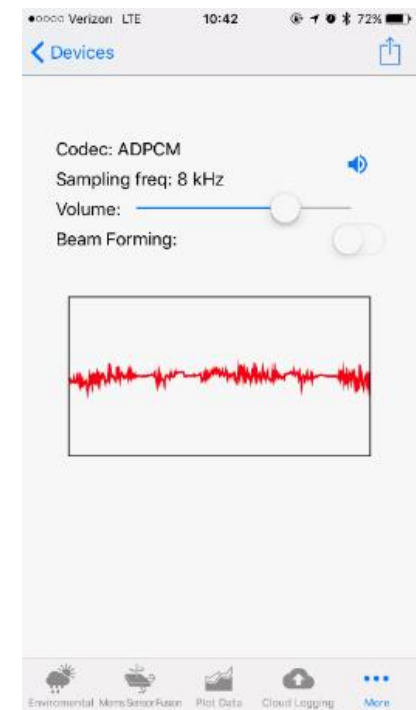 Verizon LTE 10:42 72%
Devices
Codec: ADPCM
Sampling freq: 8 kHz
Volume:
Beam Forming:
Enviromental Mems Sensor Fusion Plot Data Cloud Logging More